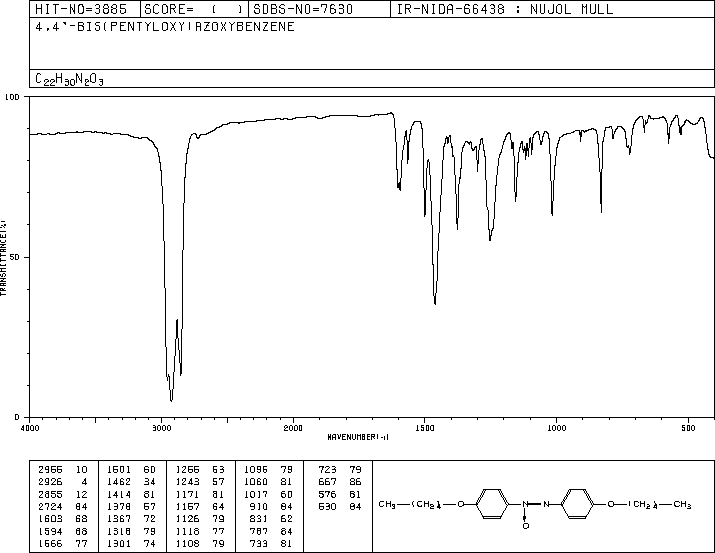 HIT-NO=3885 SCORE= ( ) SDBS-NO=7630 IR-NIDA-66438 : NUJOL MULL
4,4'-BIS(PENTYLOXY)AZOXYBENZENE
C22H30N2O3
100
50
0
TRANSMITTANCE(%)
4000 3000 2000 1500 1000 500
WAVENUMBER(-1)
2956 10 1501 60 1256 53 1096 79 723 79
2926 4 1462 34 1243 57 1060 81 667 86
2855 12 1414 81 1171 81 1017 60 576 81
2724 84 1378 57 1157 64 910 84 530 84
1603 68 1367 72 1126 79 831 62
1594 68 1318 79 1118 77 787 84
1566 77 1301 74 1108 79 733 81
CH3—(CH2)4—O N=N O—(CH2)4—CH3
O